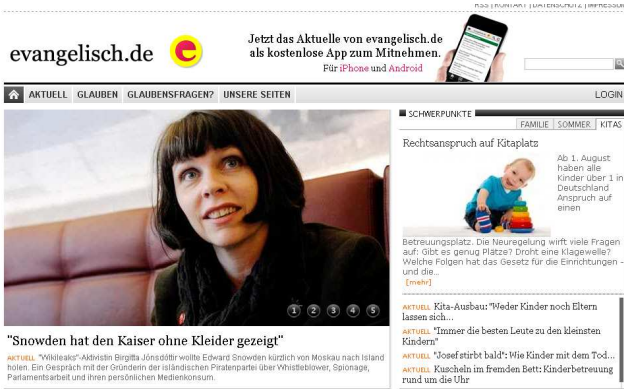 RSS | KONTAKT | DATENSCHUTZ | IMPRESSUM
evangelisch.de
e
Jetzt das Aktuelle von evangelisch.de
als kostenlose App zum Mitnehmen.
Für iPhone und Android
AKTUELL GLAUBEN GLAUBENSFRAGEN? UNSERE SEITEN
LOGIN
1 2 3 4 5
"Snowden hat den Kaiser ohne Kleider gezeigt"
AKTUELL "Wikileaks"-Aktivistin Birgitta Jónsdóttir wollte Edward Snowden kürzlich von Moskau nach Island
holen. Ein Gespräch mit der Gründerin der isländischen Piratenpartei über Whistleblower, Spionage,
Parlamentsarbeit und ihren persönlichen Medienkonsum.
SCHWERPUNKTE
FAMILIE SOMMER KITAS
Rechtsanspruch auf Kitaplatz
Ab 1. August
haben alle
Kinder über 1 in
Deutschland
Anspruch auf
einen
Betreuungsplatz. Die Neuregelung wirft viele Fragen
auf: Gibt es genug Plätze? Droht eine Klagewelle?
Welche Folgen hat das Gesetz für die Einrichtungen -
und die...
[mehr]
AKTUELL Kita-Ausbau: "Weder Kinder noch Eltern
lassen sich...
AKTUELL "Immer die besten Leute zu den kleinsten
Kindern"
AKTUELL "Josef stirbt bald": Wie Kinder mit dem Tod...
AKTUELL Kuscheln im fremden Bett: Kinderbetreuung
rund um die Uhr